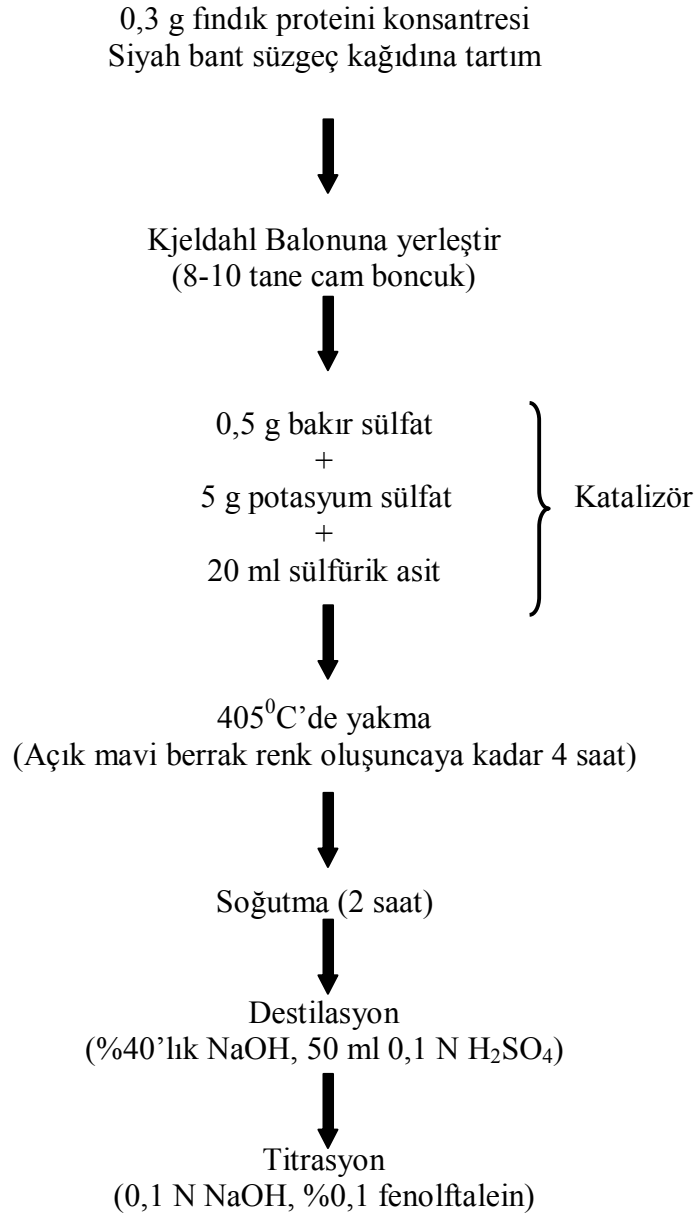 0,3 g fındık proteini konsantresi
Siyah bant süzgeç kağıdına tartım
Kjeldahl Balonuna yerleştir
(8-10 tane cam boncuk)
0,5 g bakır sülfat
+
5 g potasyum sülfat
+
20 ml sülfürik asit
Katalizör
405⁰C’de yakma
(Açık mavi berrak renk oluşuncaya kadar 4 saat)
Soğutma (2 saat)
Destilasyon
(%40’lık NaOH, 50 ml 0,1 N H₂SO₄)
Titrasyon
(0,1 N NaOH, %0,1 fenolftalein)